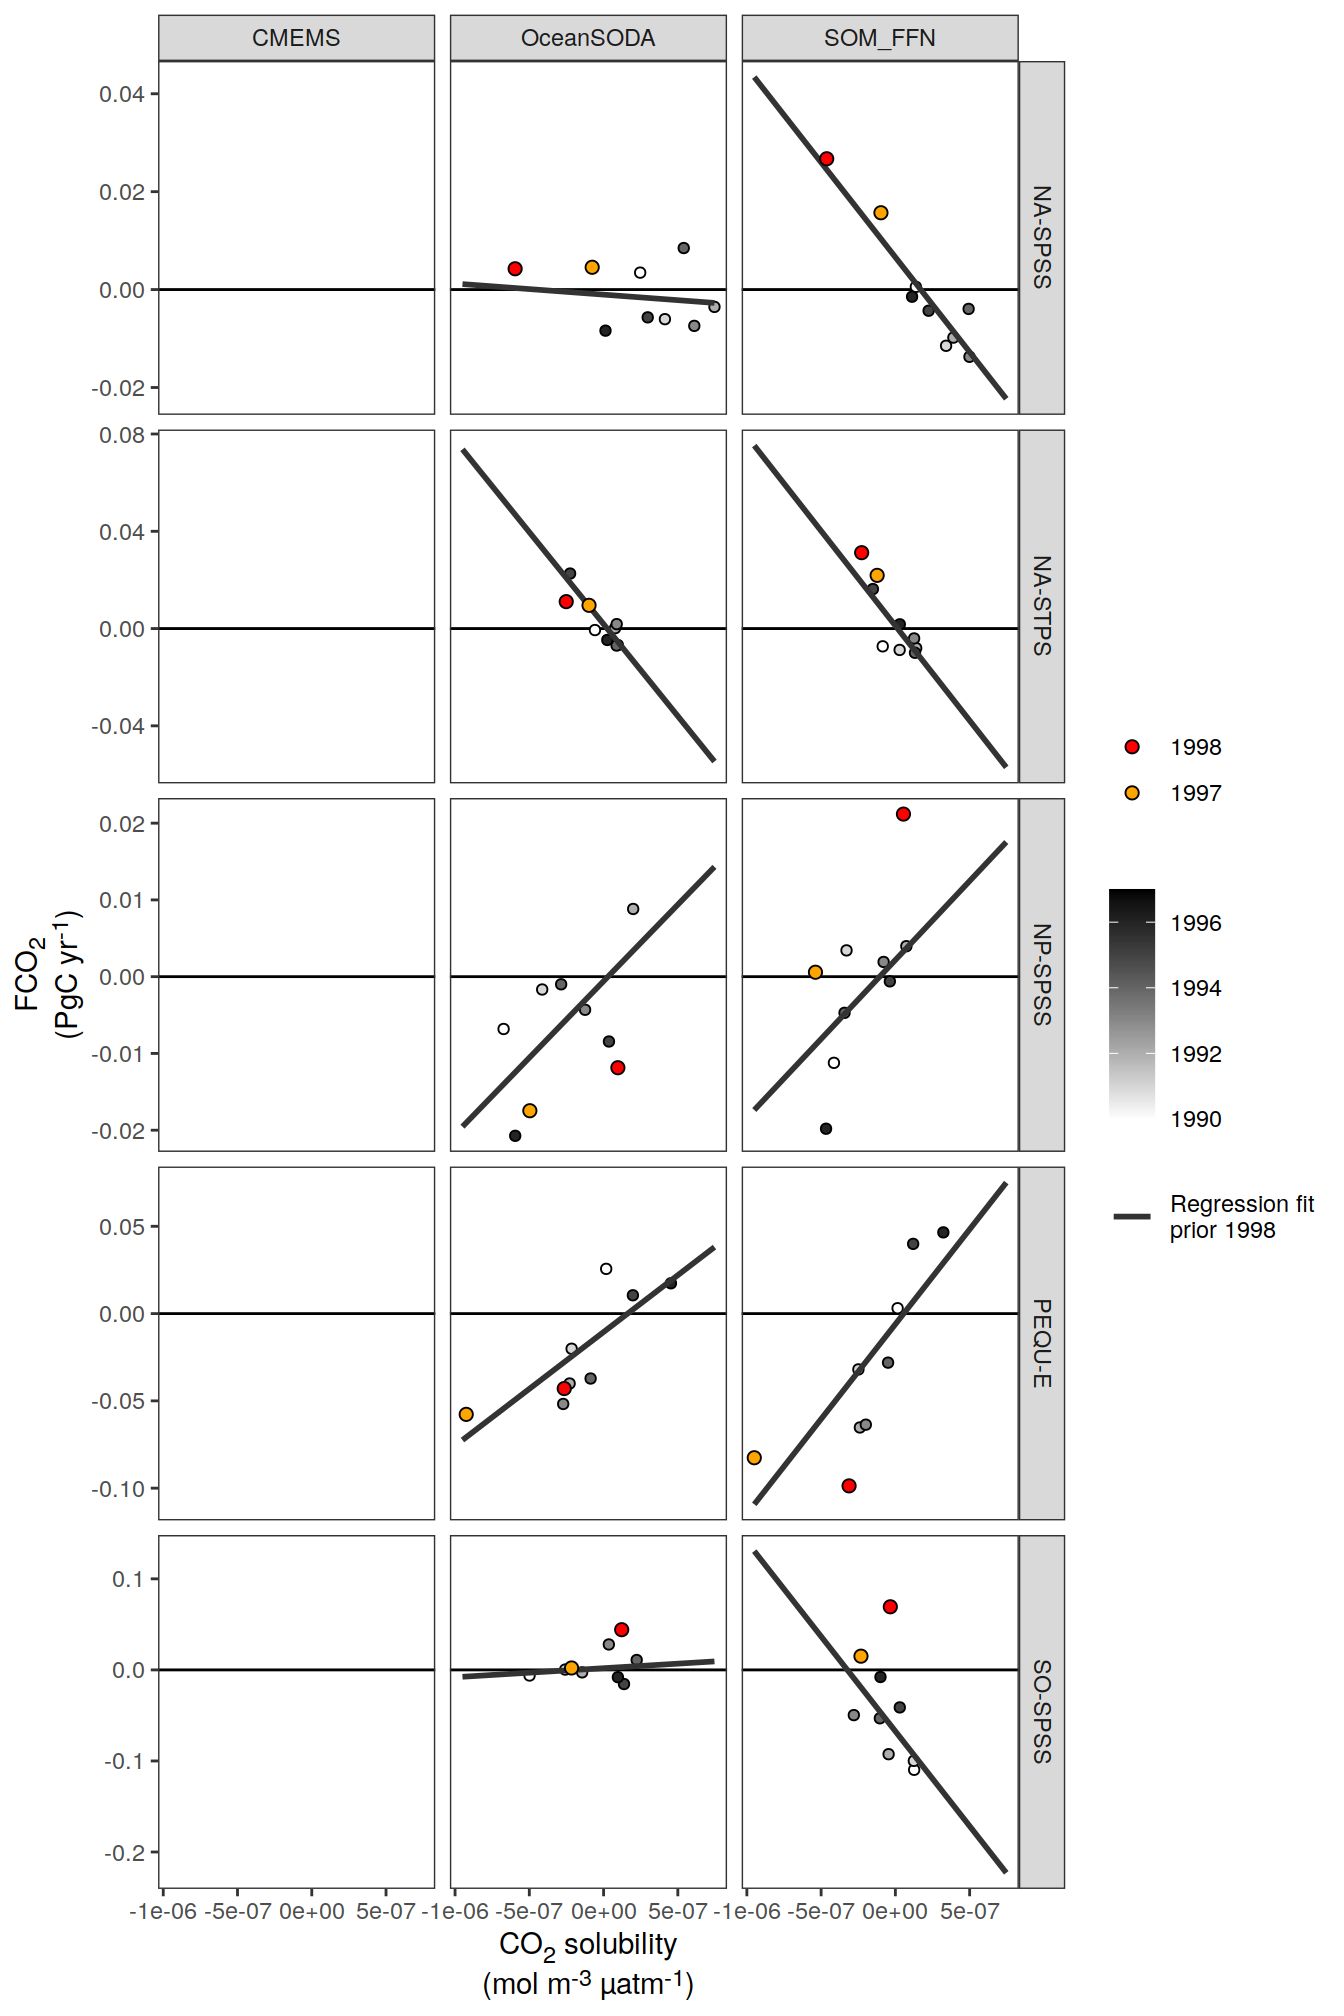 CMEMS OceanSODA SOM_FFN
0.04
0.02
0.00
-0.02
NA-SPSS
0.08
0.04
0.00
-0.04
NA-STPS
0.02
0.01
0.00
-0.01
-0.02
NP-SPSS
0.05
0.00
-0.05
-0.10
PEQU-E
0.1
0.0
-0.1
-0.2
SO-SPSS
-1e-06 -5e-07 0e+00 5e-07 -1e-06 -5e-07 0e+00 5e-07 -1e-06 -5e-07 0e+00 5e-07
CO2 solubility
(mol m-3 µatm-1)
FCO2
(PgC yr-1)
1998
1997
1996
1994
1992
1990
Regression fit
prior 1998